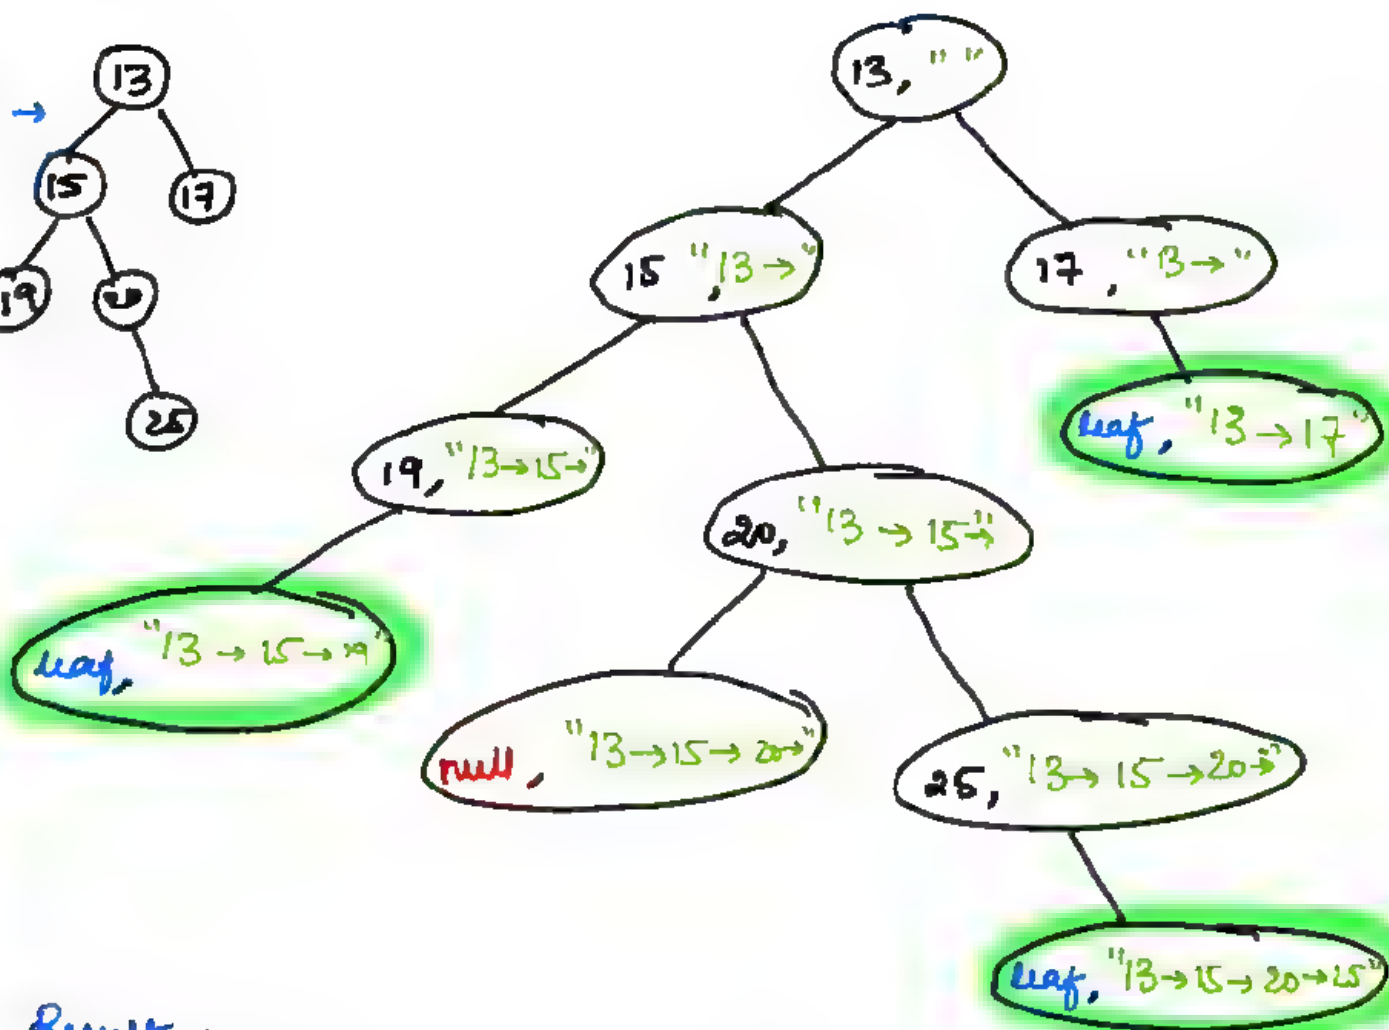 13
→
15
17
19
20
25
13, " "
15, "13→"
17, "13→"
19, "13→15→"
20, "13→15→"
leaf, "13→17"
leaf, "13→15→19"
null, "13→15→20→"
25, "13→15→20→"
leaf, "13→15→20→25"